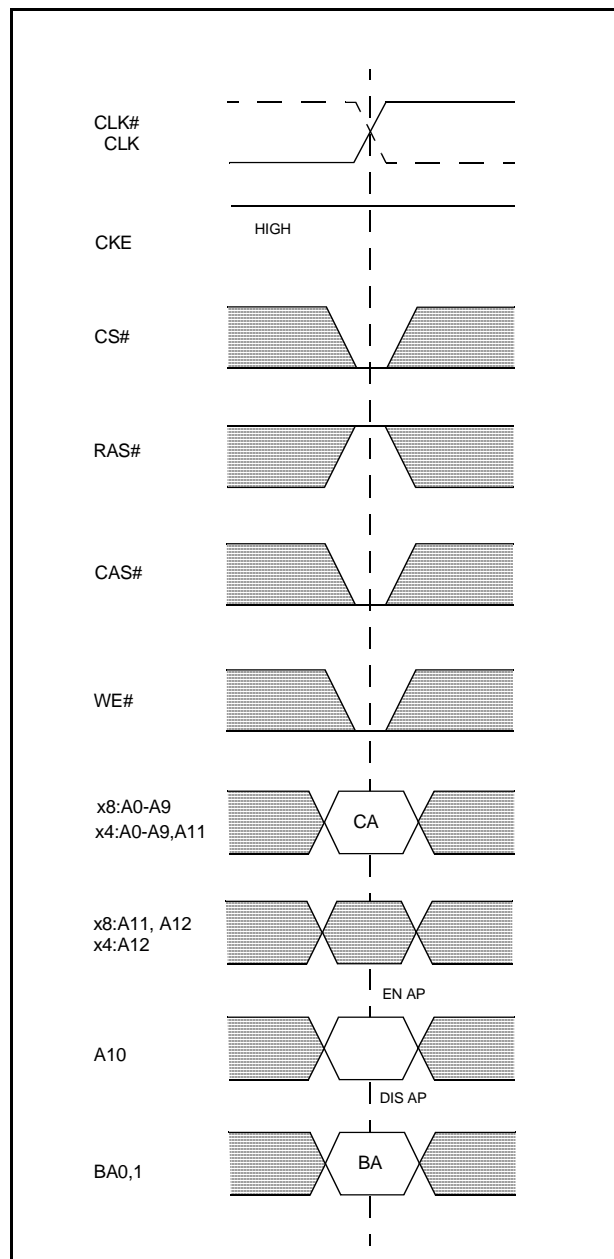 CLK#
CLK
HIGH
CKE
CS#
RAS#
CAS#
WE#
x8:A0-A9
x4:A0-A9,A11
CA
x8:A11, A12
x4:A12
EN AP
A10
DIS AP
BA0,1
BA